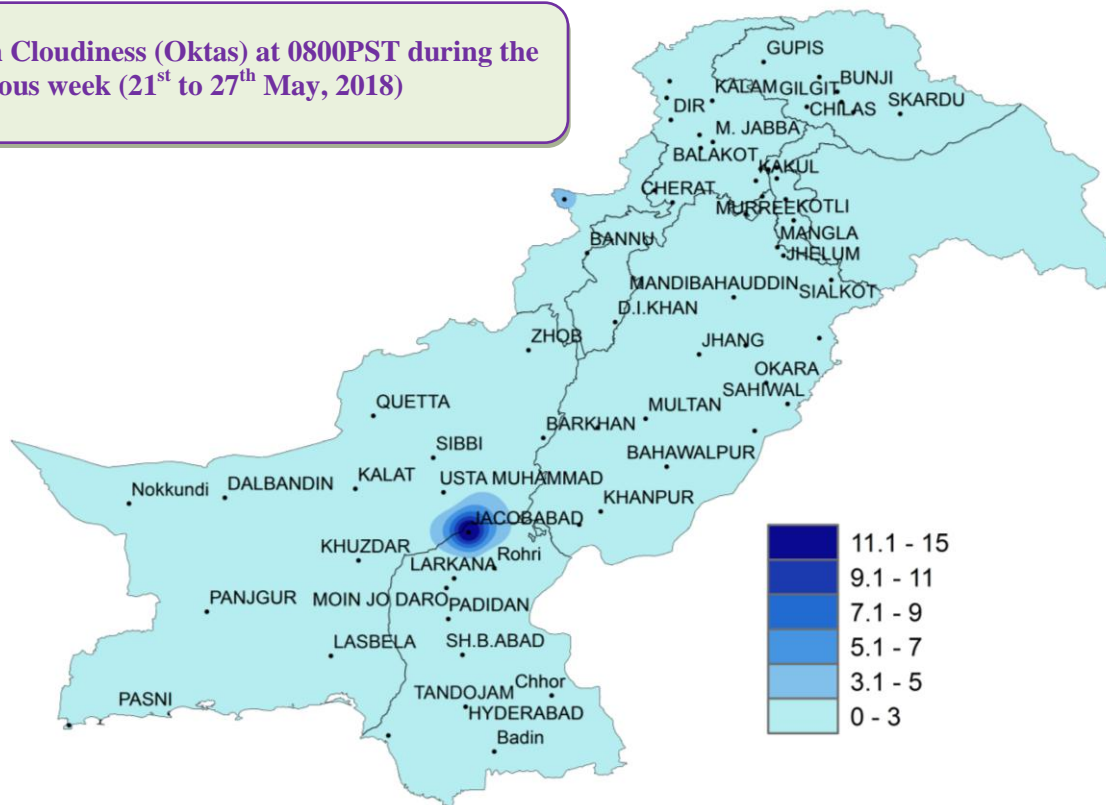 Cloudiness (Oktas) at 0800PST during the
ous week (21st to 27th May, 2018)
GUPIS
BUNJI
KALAM GILGIT
CHILAS SKARDU
DIR
M. JABBA
BALAKOT KAKUL
CHERAT
MURREE KOTLI
BANNU
MANGLA
JHELUM
MANDIBAHAUDDIN
SIALKOT
D.I.KHAN
ZHOB
JHANG
OKARA
SAHIWAL
QUETTA
MULTAN
BARKHAN
SIBBI
BAHAWALPUR
KALAT
USTA MUHAMMAD
Nokkundi DALBANDIN
KHANPUR
JACOBABAD
KHUZDAR
Rohri
LARKANA
PANJGUR MOIN JO DARO PADIDAN
LASBELA SH.B.ABAD
Chhor
PASNI
TANDOJAM
HYDERABAD
Badin
11.1 - 15
9.1 - 11
7.1 - 9
5.1 - 7
3.1 - 5
0 - 3